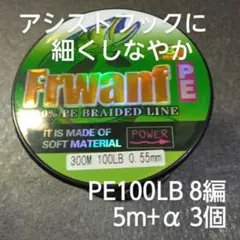 アシストフックに
細くしなやか
Frwanf PE
% PE BRAIDED LINE
IT IS MADE OF
SOFT MATERIAL
POWER
300M 100LB 0.55mm
PE100LB 8編
5m+α 3個